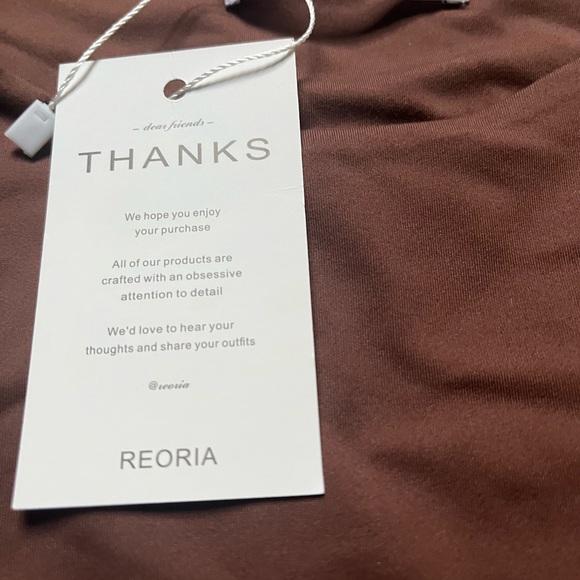 – dear friends –
THANKS
We hope you enjoy
your purchase
All of our products are
crafted with an obsessive
attention to detail
We'd love to hear your
thoughts and share your outfits
@reoria
REORIA